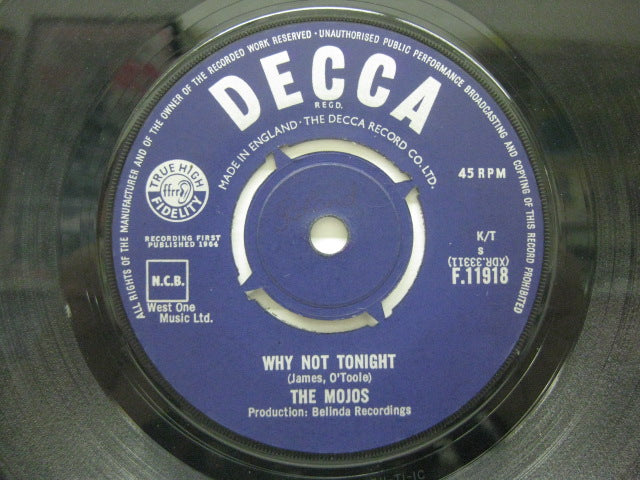 ALL RIGHTS OF THE MANUFACTURER AND OF THE OWNER OF THE RECORDED WORK RESERVED · UNAUTHORISED PUBLIC PERFORMANCE BROADCASTING AND COPYING OF THIS RECORD PROHIBITED
DECCA
REGD.
MADE IN ENGLAND · THE DECCA RECORD CO. LTD.
TRUE HIGH
ffrr
FIDELITY
45 RPM
RECORDING FIRST
PUBLISHED 1964
K/T
S
(XDR.33311)
F.11918
N.C.B.
West One
Music Ltd.
WHY NOT TONIGHT
(James, O'Toole)
THE MOJOS
Production: Belinda Recordings